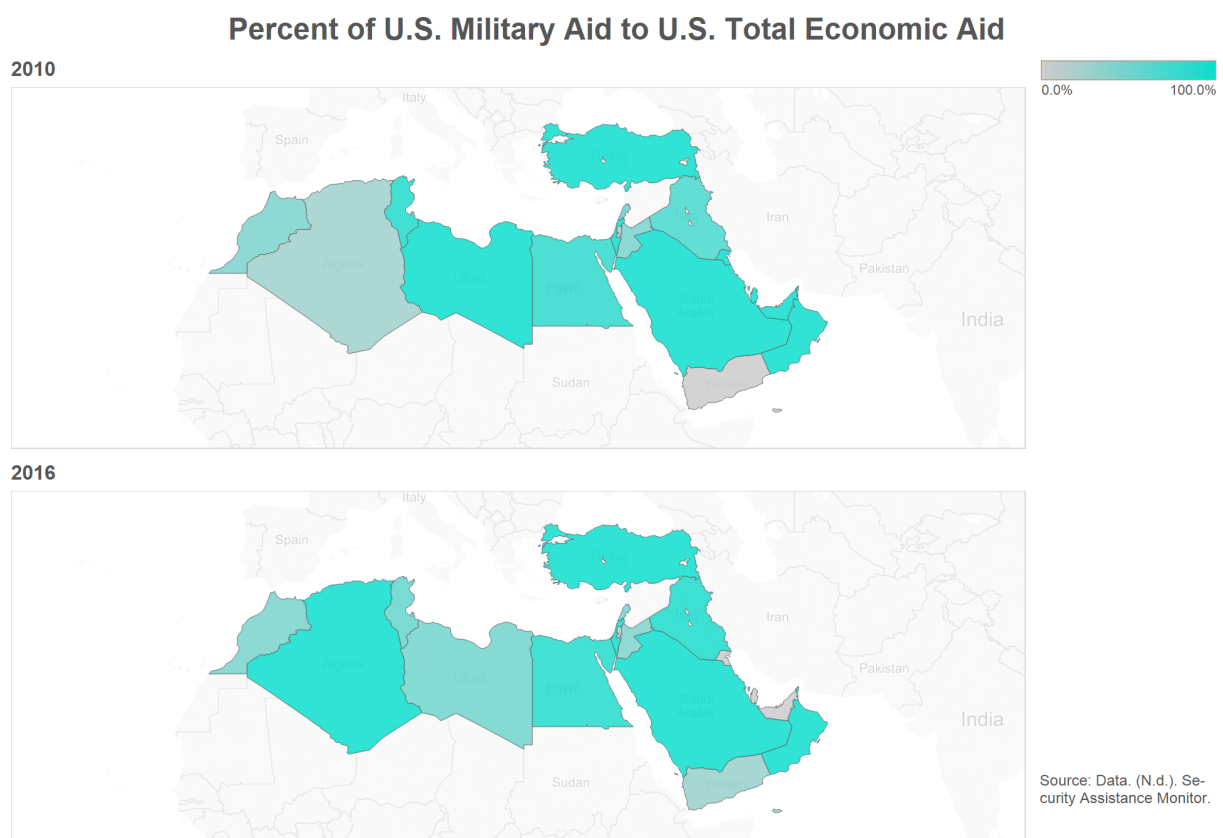 Percent of U.S. Military Aid to U.S. Total Economic Aid
2010
0.0% 100.0%
Italy
Spain
Turkey
Iraq
Iran
Algeria
Libya
Egypt
Pakistan
Saudi
Arabia
India
Sudan
Yemen
2016
Italy
Spain
Turkey
Iraq
Iran
Algeria
Libya
Egypt
Pakistan
Saudi
Arabia
India
Sudan
Yemen
Source: Data. (N.d.). Se-
curity Assistance Monitor.